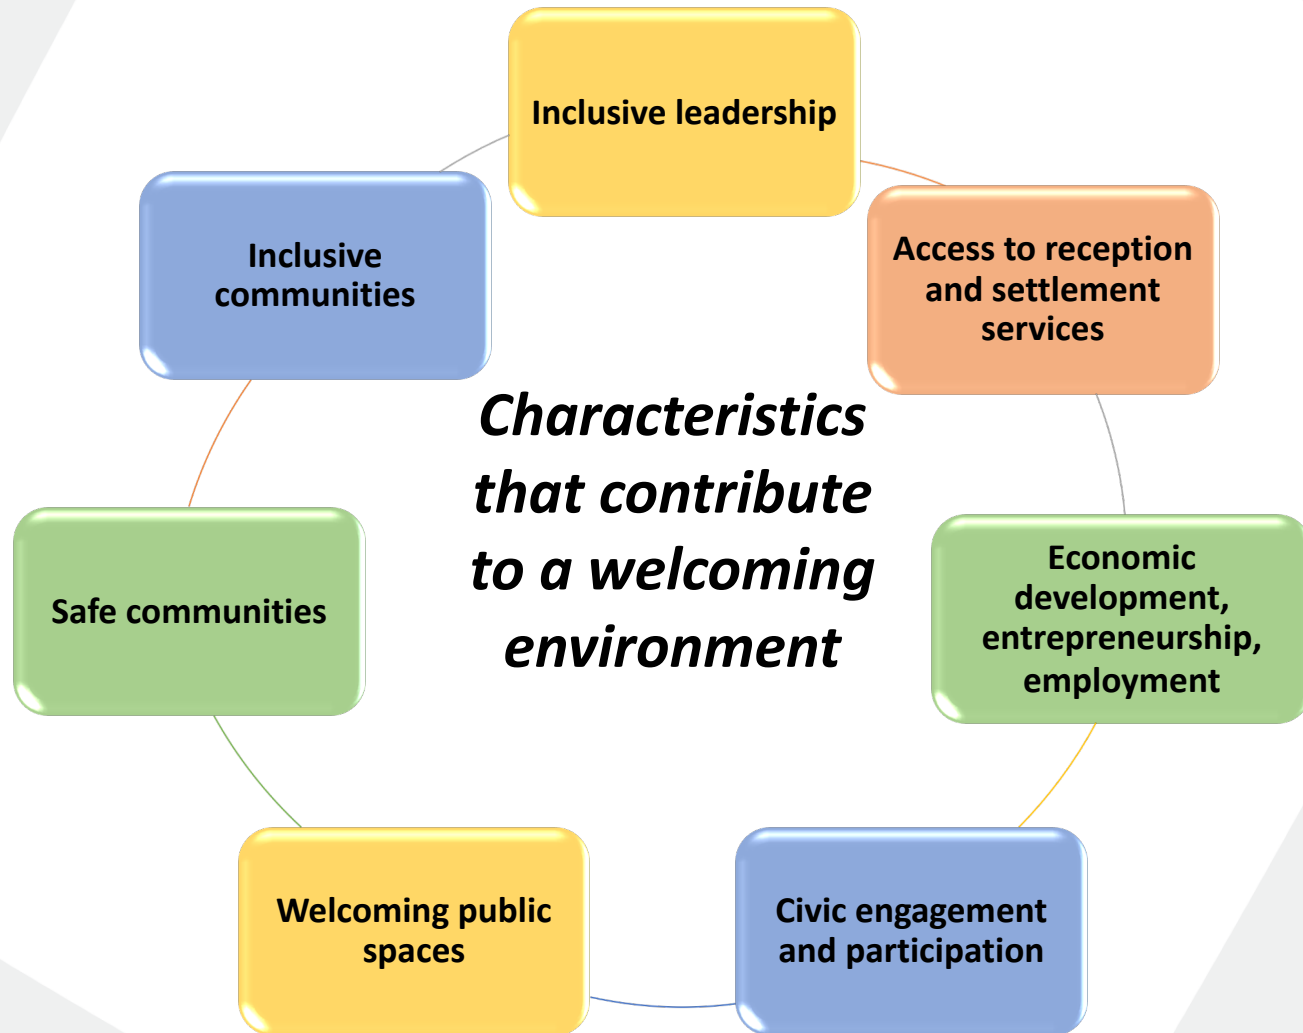 Inclusive leadership
Access to reception
and settlement
services
Economic
development,
entrepreneurship,
employment
Civic engagement
and participation
Welcoming public
spaces
Safe communities
Inclusive
communities
Characteristics
that contribute
to a welcoming
environment